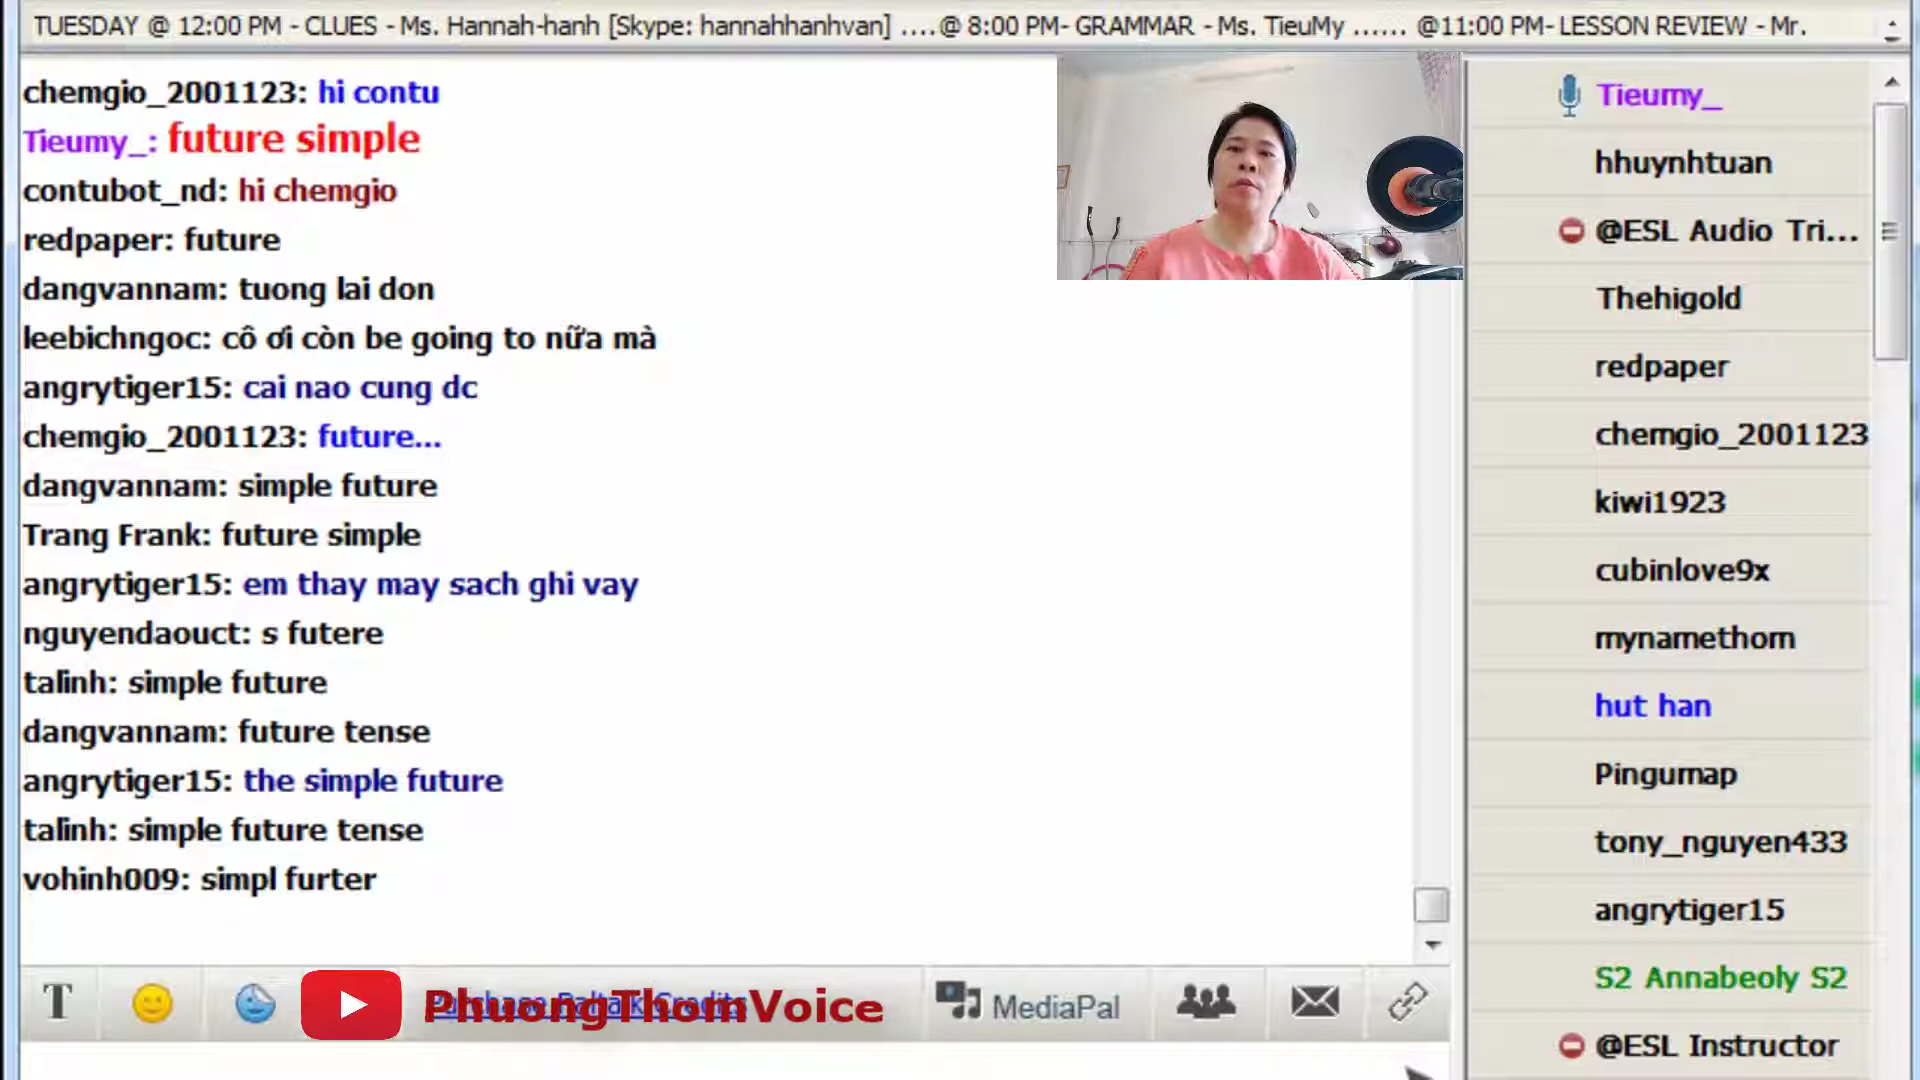 TUESDAY @ 12:00 PM - CLUES - Ms. Hannah-hanh [Skype: hannahhanhvan] ....@ 8:00 PM- GRAMMAR - Ms. TieuMy ...... @11:00 PM- LESSON REVIEW - Mr.
chemgio_2001123: hi contu
Tieumy_: future simple
contubot_nd: hi chemgio
redpaper: future
dangvannam: tuong lai don
leebichngoc: cô ơi còn be going to nữa mà
angrytiger15: cai nao cung dc
chemgio_2001123: future...
dangvannam: simple future
Trang Frank: future simple
angrytiger15: em thay may sach ghi vay
nguyendaouct: s futere
talinh: simple future
dangvannam: future tense
angrytiger15: the simple future
talinh: simple future tense
vohinh009: simpl furter
Tieumy_
hhuynhtuan
@ESL Audio Tri...
Thehigold
redpaper
chemgio_2001123
kiwi1923
cubinlove9x
mynamethom
hut han
Pingumap
tony_nguyen433
angrytiger15
S2 Annabeoly S2
@ESL Instructor
T
Purchase Paltalk Credits
PhuongThomVoice
MediaPal